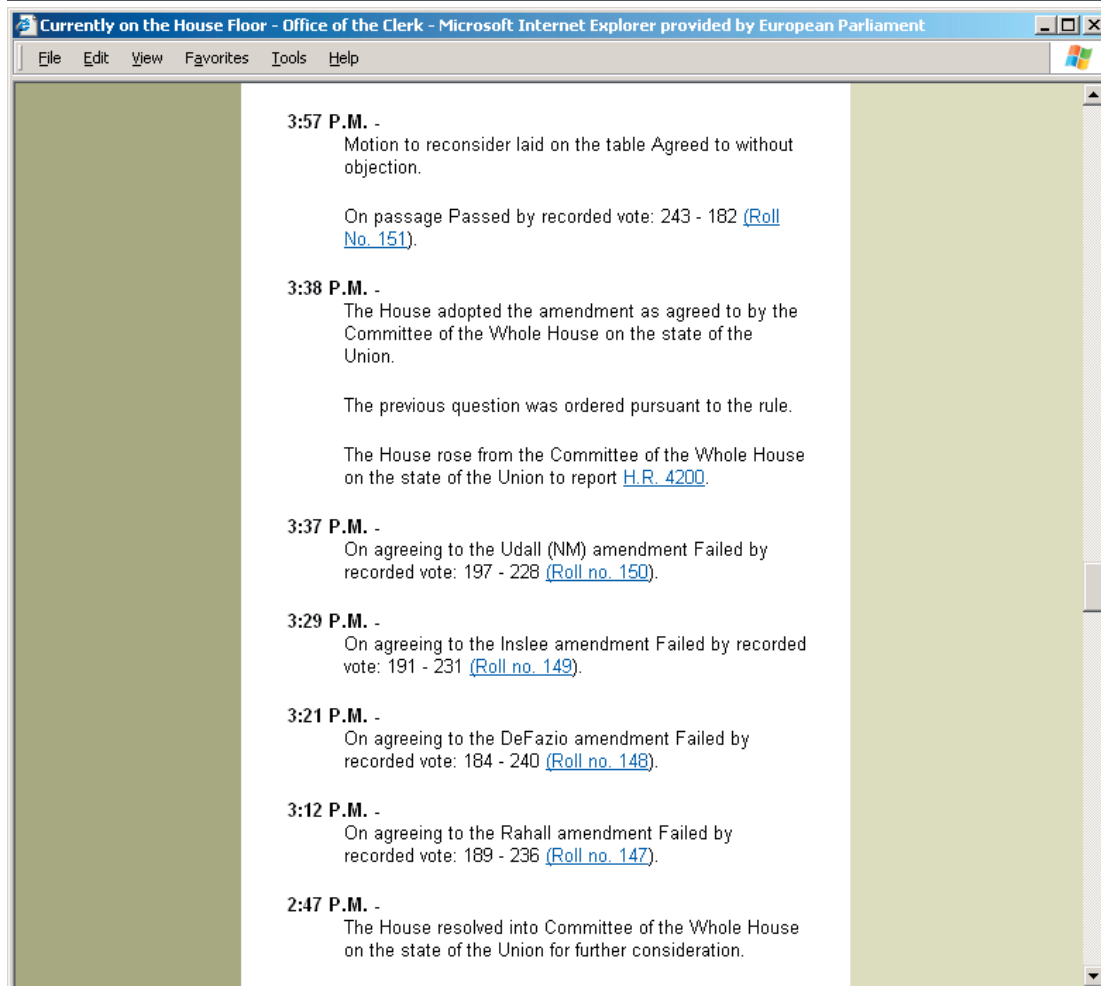 Currently on the House Floor - Office of the Clerk - Microsoft Internet Explorer provided by European Parliament
File Edit View Favorites Tools Help
3:57 P.M. -
Motion to reconsider laid on the table Agreed to without
objection.
On passage Passed by recorded vote: 243 - 182 (Roll
No. 151).
3:38 P.M. -
The House adopted the amendment as agreed to by the
Committee of the Whole House on the state of the
Union.
The previous question was ordered pursuant to the rule.
The House rose from the Committee of the Whole House
on the state of the Union to report H.R. 4200.
3:37 P.M. -
On agreeing to the Udall (NM) amendment Failed by
recorded vote: 197 - 228 (Roll no. 150).
3:29 P.M. -
On agreeing to the Inslee amendment Failed by recorded
vote: 191 - 231 (Roll no. 149).
3:21 P.M. -
On agreeing to the DeFazio amendment Failed by
recorded vote: 184 - 240 (Roll no. 148).
3:12 P.M. -
On agreeing to the Rahall amendment Failed by
recorded vote: 189 - 236 (Roll no. 147).
2:47 P.M. -
The House resolved into Committee of the Whole House
on the state of the Union for further consideration.